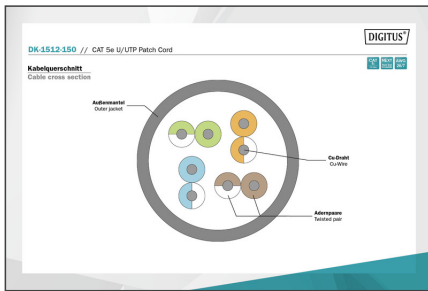 DIGITUS®
DK-1512-150 // CAT 5e U/UTP Patch Cord
Kabelquerschnitt
Cable cross section
Außenmantel
Outer jacket
Cu-Draht
Cu-Wire
Adernpaare
Twisted pair